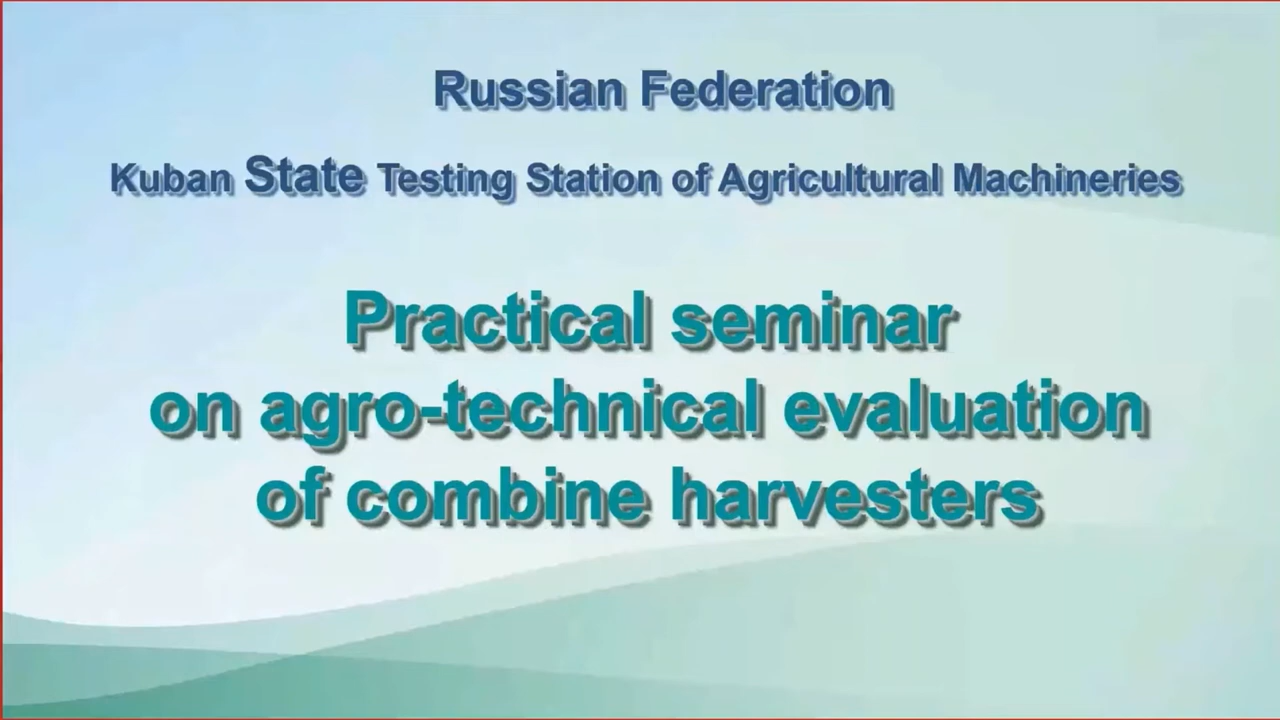 Russian Federation
Kuban State Testing Station of Agricultural Machineries
Practical seminar
on agro-technical evaluation
of combine harvesters